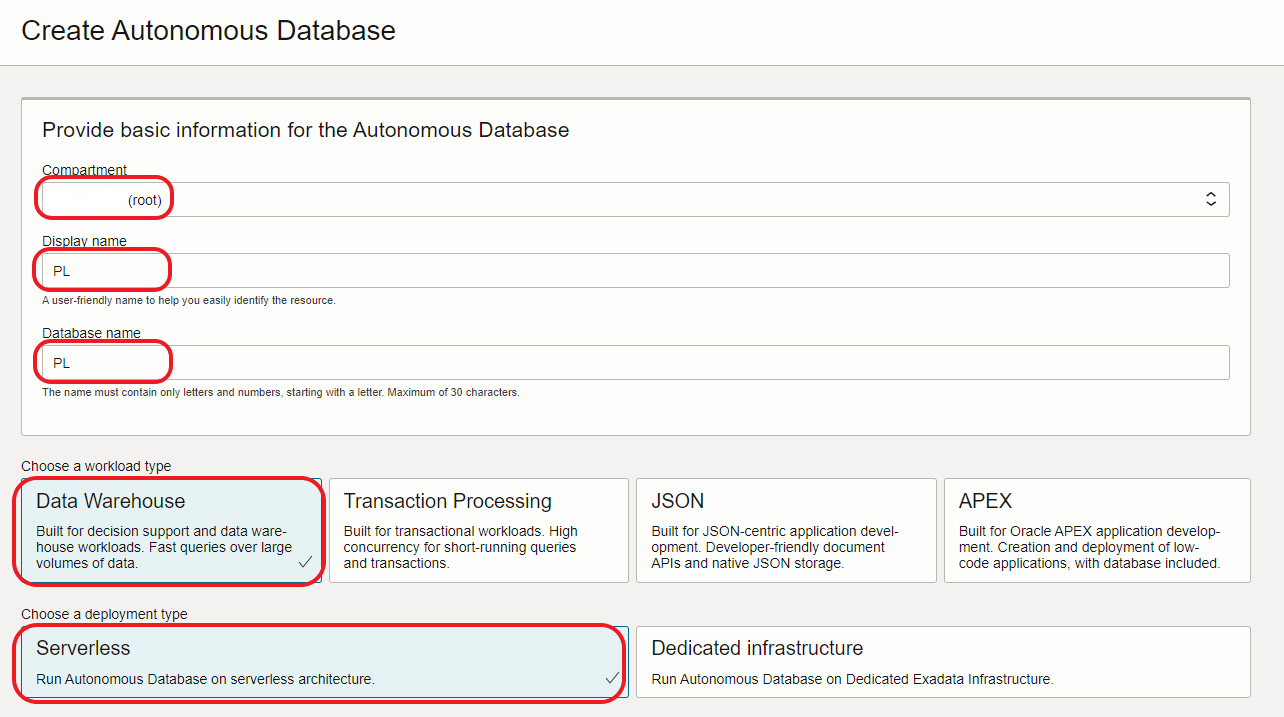 Create Autonomous Database
Provide basic information for the Autonomous Database
Compartment
(root)
Display name
PL
A user-friendly name to help you easily identify the resource.
Database name
PL
The name must contain only letters and numbers, starting with a letter. Maximum of 30 characters.
Choose a workload type
Data Warehouse
Built for decision support and data ware-
house workloads. Fast queries over large
volumes of data.
Transaction Processing
Built for transactional workloads. High
concurrency for short-running queries
and transactions.
JSON
Built for JSON-centric application devel-
opment. Developer-friendly document
APIs and native JSON storage.
APEX
Built for Oracle APEX application develop-
ment. Creation and deployment of low-
code applications, with database included.
Choose a deployment type
Serverless
Run Autonomous Database on serverless architecture.
Dedicated infrastructure
Run Autonomous Database on Dedicated Exadata Infrastructure.